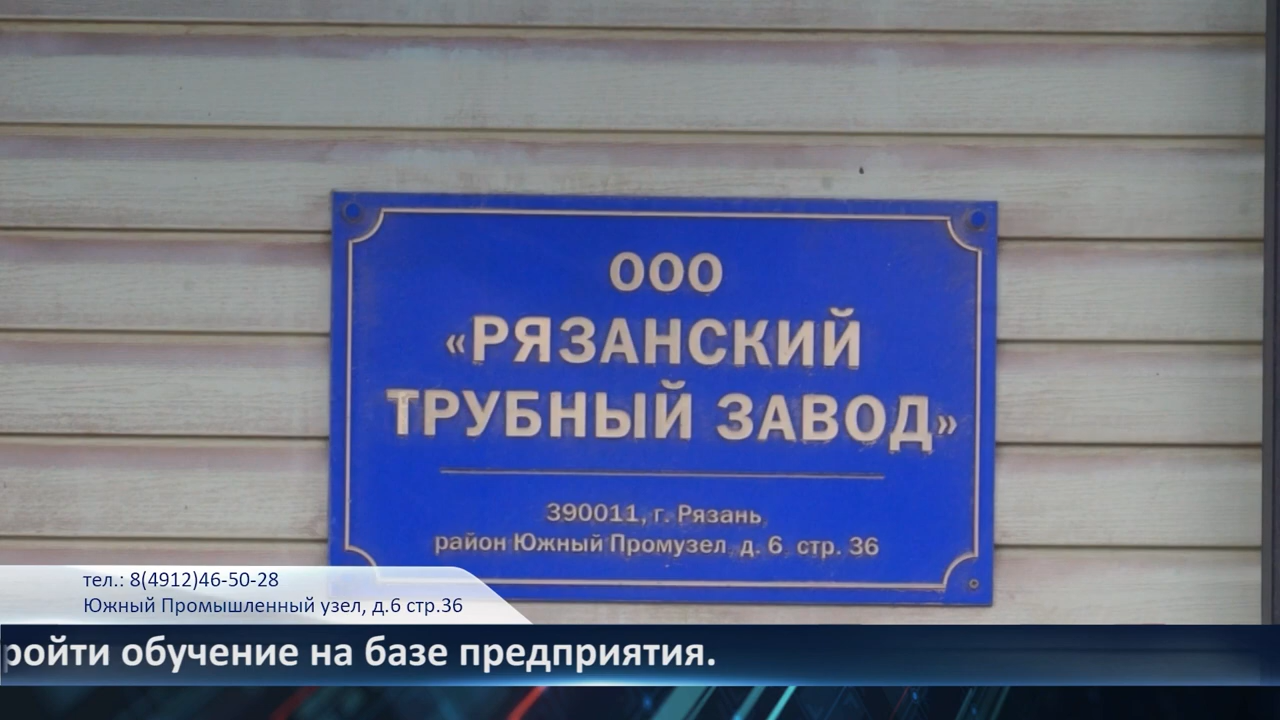 ООО
«РЯЗАНСКИЙ
ТРУБНЫЙ ЗАВОД»
390011, г. Рязань,
район Южный Промузел, д. 6, стр. 36
тел.: 8(4912)46-50-28
Южный Промышленный узел, д.6 стр.36
ройти обучение на базе предприятия.